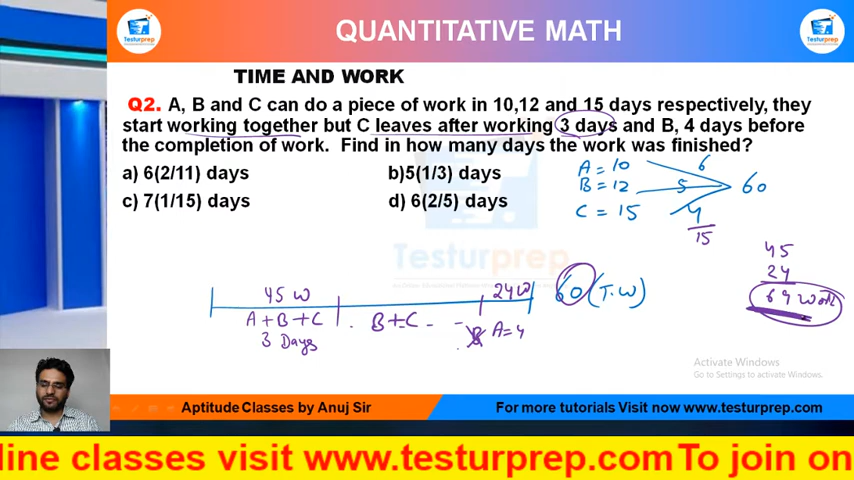 Testurprep
QUANTITATIVE MATH
Testurprep
TIME AND WORK
Q2. A, B and C can do a piece of work in 10,12 and 15 days respectively, they
start working together but C leaves after working 3 days and B, 4 days before
the completion of work. Find in how many days the work was finished?
a) 6(2/11) days
b)5(1/3) days
c) 7(1/15) days
d) 6(2/5) days
A = 10
B = 12
C = 15
6
5
4
15
60
45
24
69 work
45 W
24W
60 (T.W)
A+B+C
3 Days
B+C
A=4
Testurprep
Activate Windows
Go to Settings to activate Windows.
Aptitude Classes by Anuj Sir
For more tutorials Visit now www.testurprep.com
line classes visit www.testurprep.com To join on